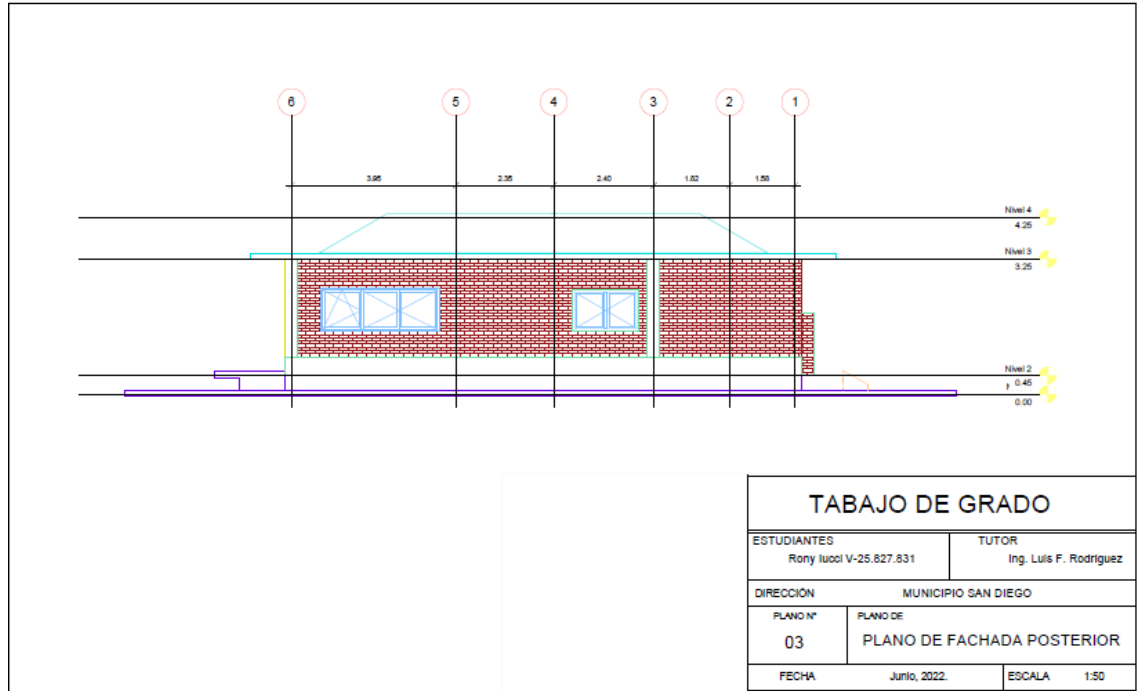 6 5 4 3 2 1
3.95 2.35 2.40 1.82 1.58
Nivel 4
4.25
Nivel 3
3.25
Nivel 2
0.45
0.00
TABAJO DE GRADO
ESTUDIANTES TUTOR
Rony Iucci V-25.827.831 Ing. Luis F. Rodriguez
DIRECCIÓN MUNICIPIO SAN DIEGO
PLANO N° PLANO DE
03 PLANO DE FACHADA POSTERIOR
FECHA Junio, 2022. ESCALA 1:50